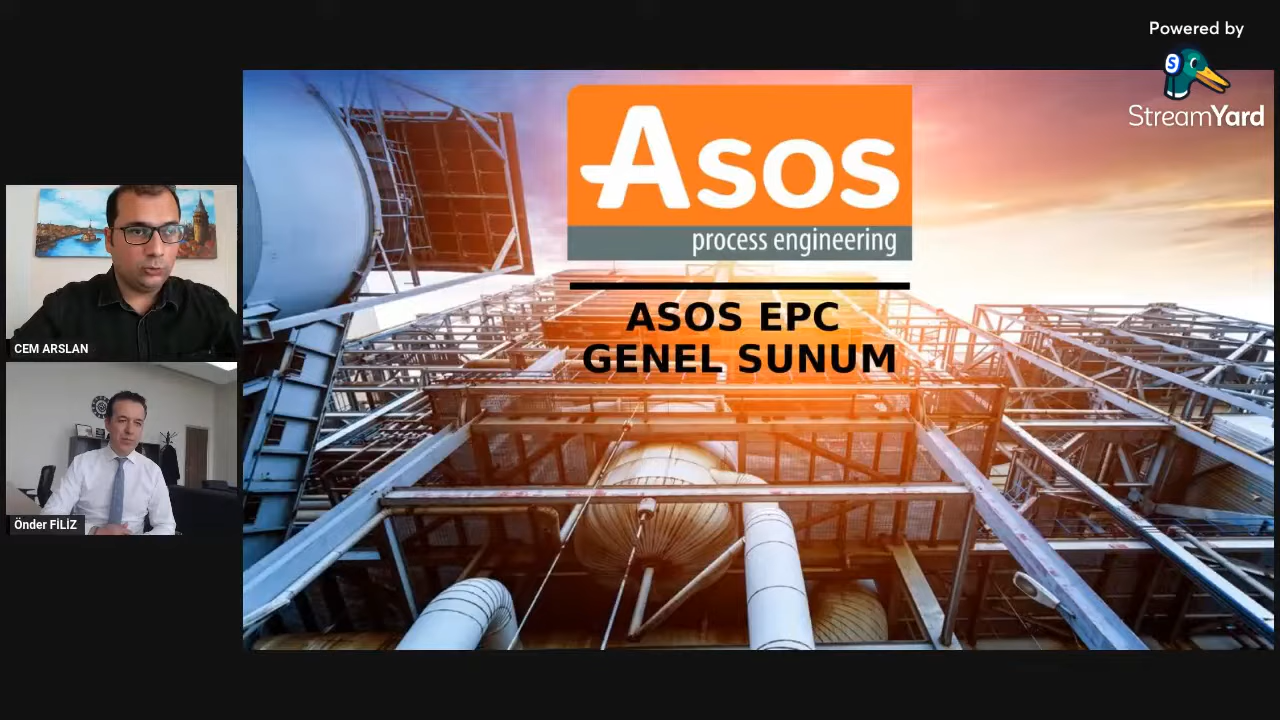 Powered by
StreamYard
Asos
process engineering
ASOS EPC
GENEL SUNUM
CEM ARSLAN
Önder FİLİZ